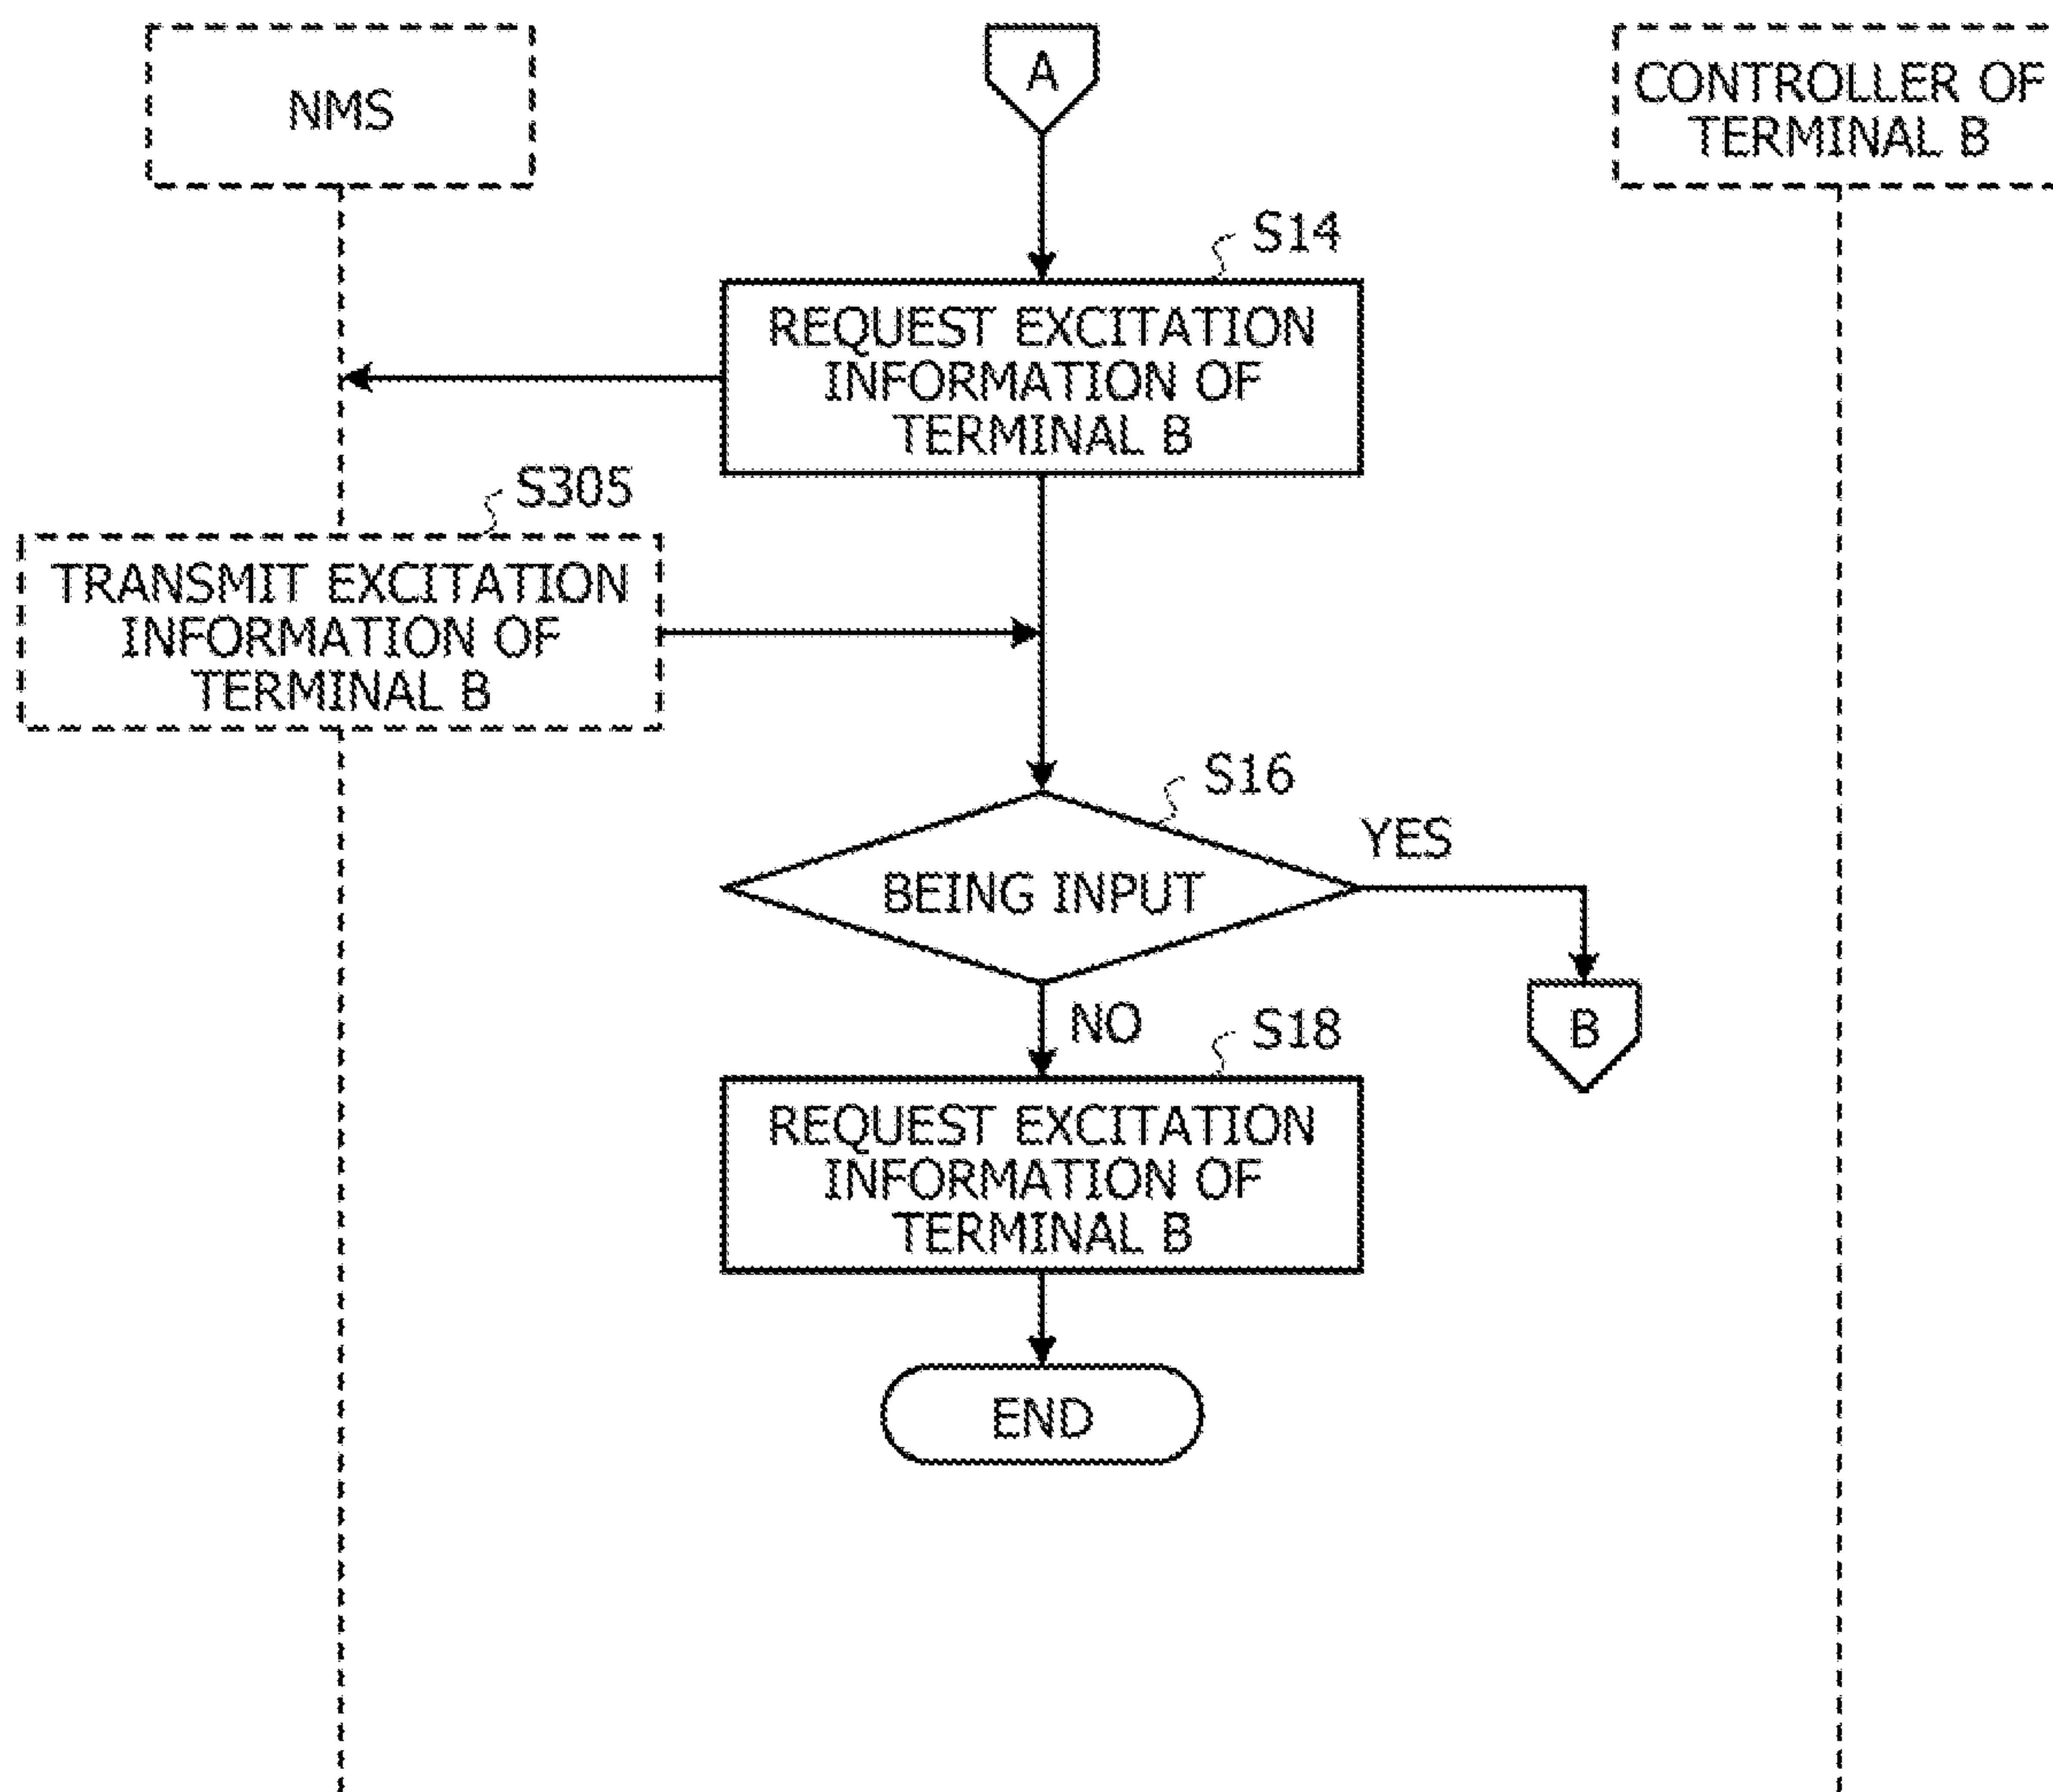 NMS
A
CONTROLLER OF
TERMINAL B
S14
REQUEST EXCITATION
INFORMATION OF
TERMINAL B
S305
TRANSMIT EXCITATION
INFORMATION OF
TERMINAL B
S16
YES
BEING INPUT
B
NO
S18
REQUEST EXCITATION
INFORMATION OF
TERMINAL B
END